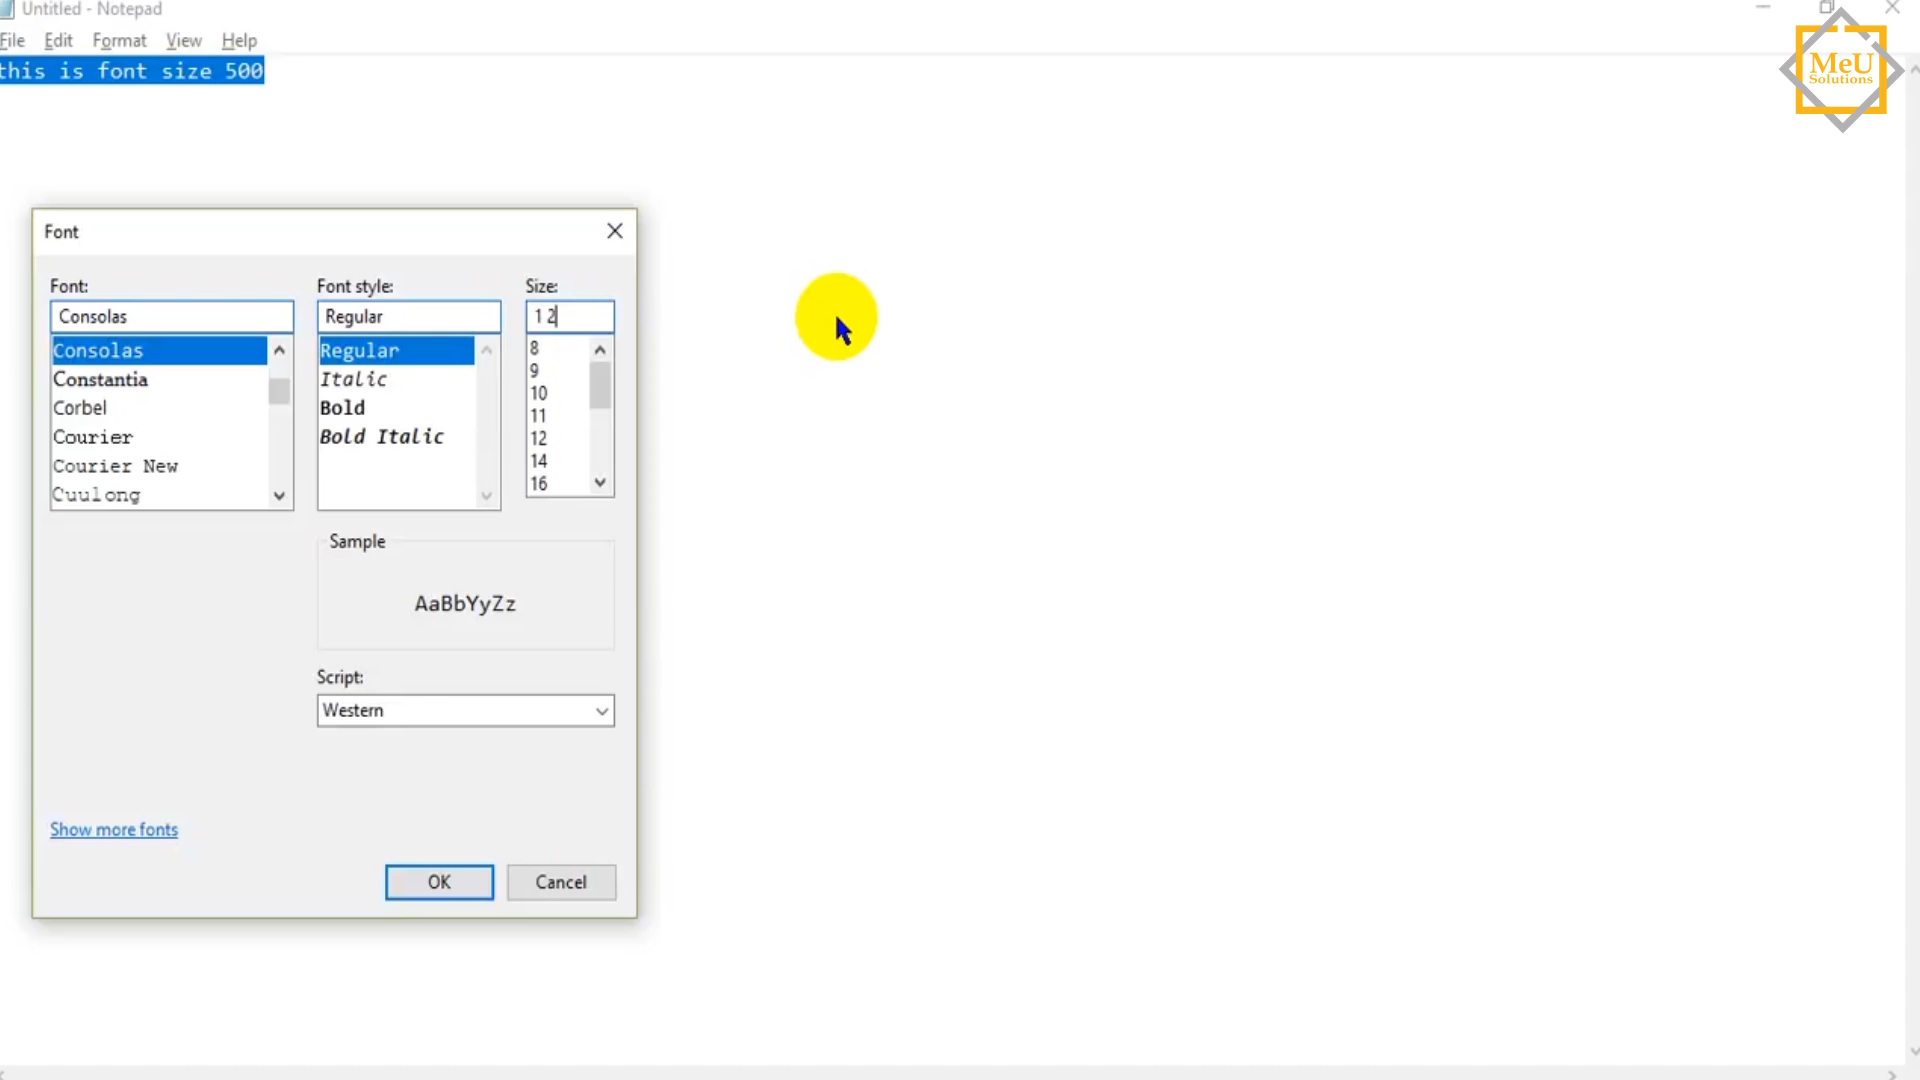 Untitled - Notepad
File Edit Format View Help
this is font size 500
MeU
Solutions
Font
Font: Font style: Size:
Consolas Regular 1 2
Consolas Regular 8
Constantia Italic 9
Corbel Bold 10
Courier Bold Italic 11
Courier New 12
Cuulong 14
16
Sample
AaBbYyZz
Script:
Western
Show more fonts
OK Cancel